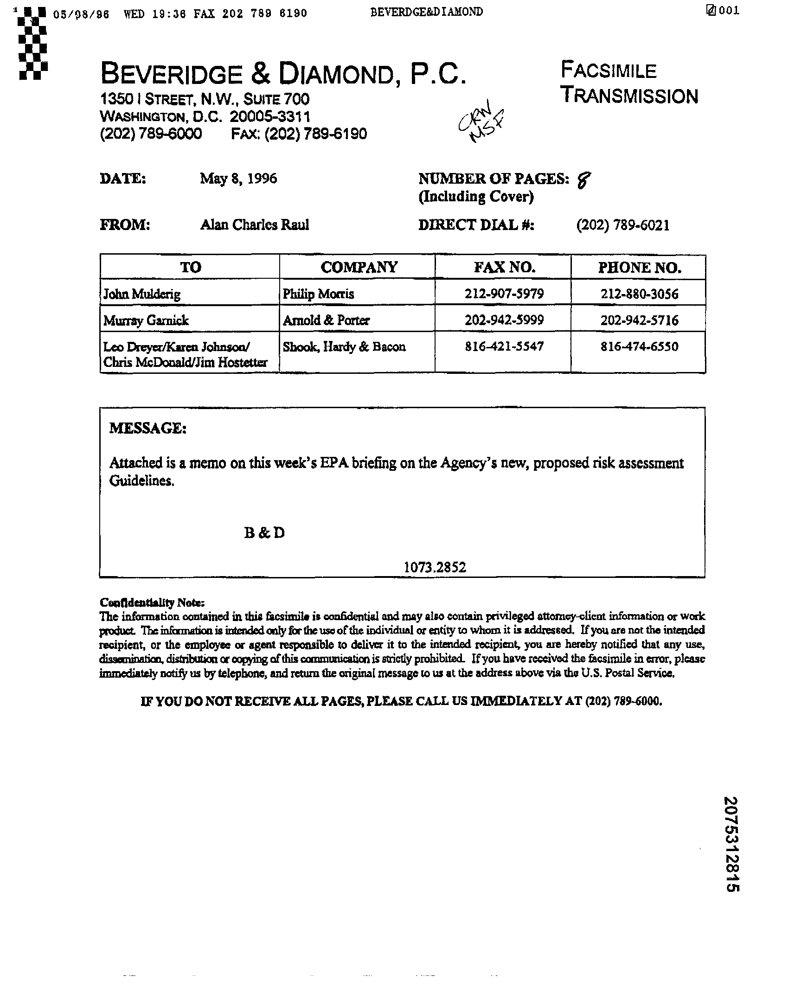 05/08/96 WED 19:36 FAX 202 789 6190 BEVERDGE&DIAMOND 001
BEVERIDGE & DIAMOND, P.C.
1350 I STREET, N.W., SUITE 700
WASHINGTON, D.C. 20005-3311
(202) 789-6000 FAX: (202) 789-6190
FACSIMILE
TRANSMISSION
CRN
MSF
DATE: May 8, 1996 NUMBER OF PAGES: 8
(Including Cover)
FROM: Alan Charles Raul DIRECT DIAL #: (202) 789-6021
TO COMPANY FAX NO. PHONE NO.
John Mulderig Philip Morris 212-907-5979 212-880-3056
Murray Garnick Arnold & Porter 202-942-5999 202-942-5716
Leo Dreyer/Karen Johnson/ Shook, Hardy & Bacon 816-421-5547 816-474-6550
Chris McDonald/Jim Hostetter
MESSAGE:
Attached is a memo on this week's EPA briefing on the Agency's new, proposed risk assessment
Guidelines.
B & D
1073.2852
Confidentiality Note:
The information contained in this facsimile is confidential and may also contain privileged attorney-client information or work
product. The information is intended only for the use of the individual or entity to whom it is addressed. If you are not the intended
recipient, or the employee or agent responsible to deliver it to the intended recipient, you are hereby notified that any use,
dissemination, distribution or copying of this communication is strictly prohibited. If you have received the facsimile in error, please
immediately notify us by telephone, and return the original message to us at the address above via the U.S. Postal Service.
IF YOU DO NOT RECEIVE ALL PAGES, PLEASE CALL US IMMEDIATELY AT (202) 789-6000.
2075312815